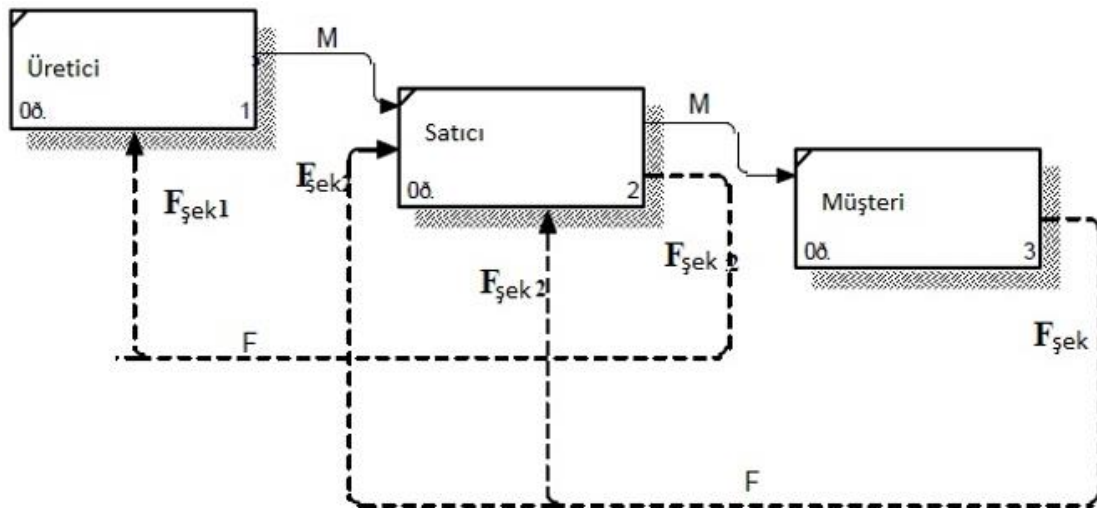 Üretici
0ð.
1
M
Satıcı
0ð.
2
M
Müşteri
0ð.
3
Fşek1
Fşek2
Fşek 2
Fşek 2
Fşek
F
F